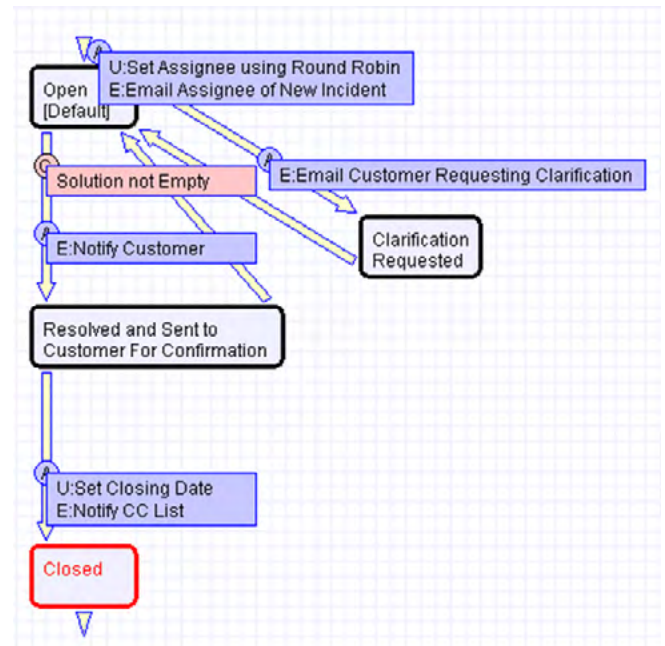 A
U:Set Assignee using Round Robin
E:Email Assignee of New Incident
Open
[Default]
A
E:Email Customer Requesting Clarification
C
Solution not Empty
Clarification
Requested
A
E:Notify Customer
Resolved and Sent to
Customer For Confirmation
A
U:Set Closing Date
E:Notify CC List
Closed